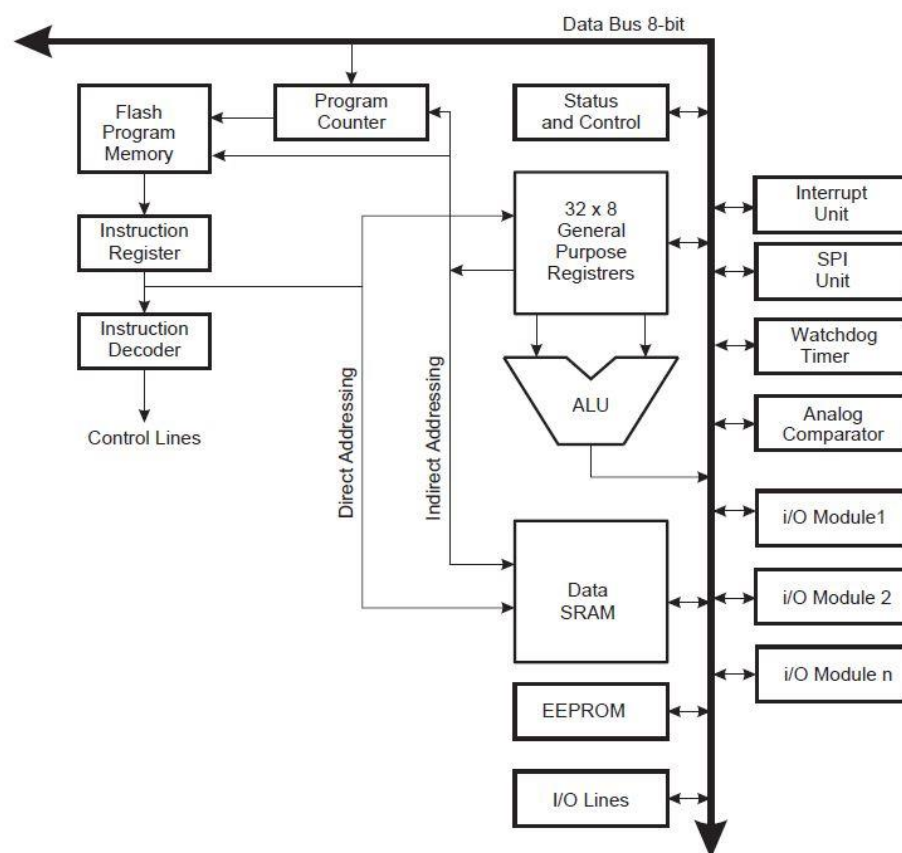 Data Bus 8-bit
Flash
Program
Memory
Program
Counter
Status
and Control
Interrupt
Unit
32 x 8
General
Purpose
Registrers
Instruction
Register
SPI
Unit
Instruction
Decoder
Watchdog
Timer
ALU
Analog
Comparator
Control Lines
Direct Addressing
Indirect Addressing
i/O Module1
Data
SRAM
i/O Module 2
i/O Module n
EEPROM
I/O Lines